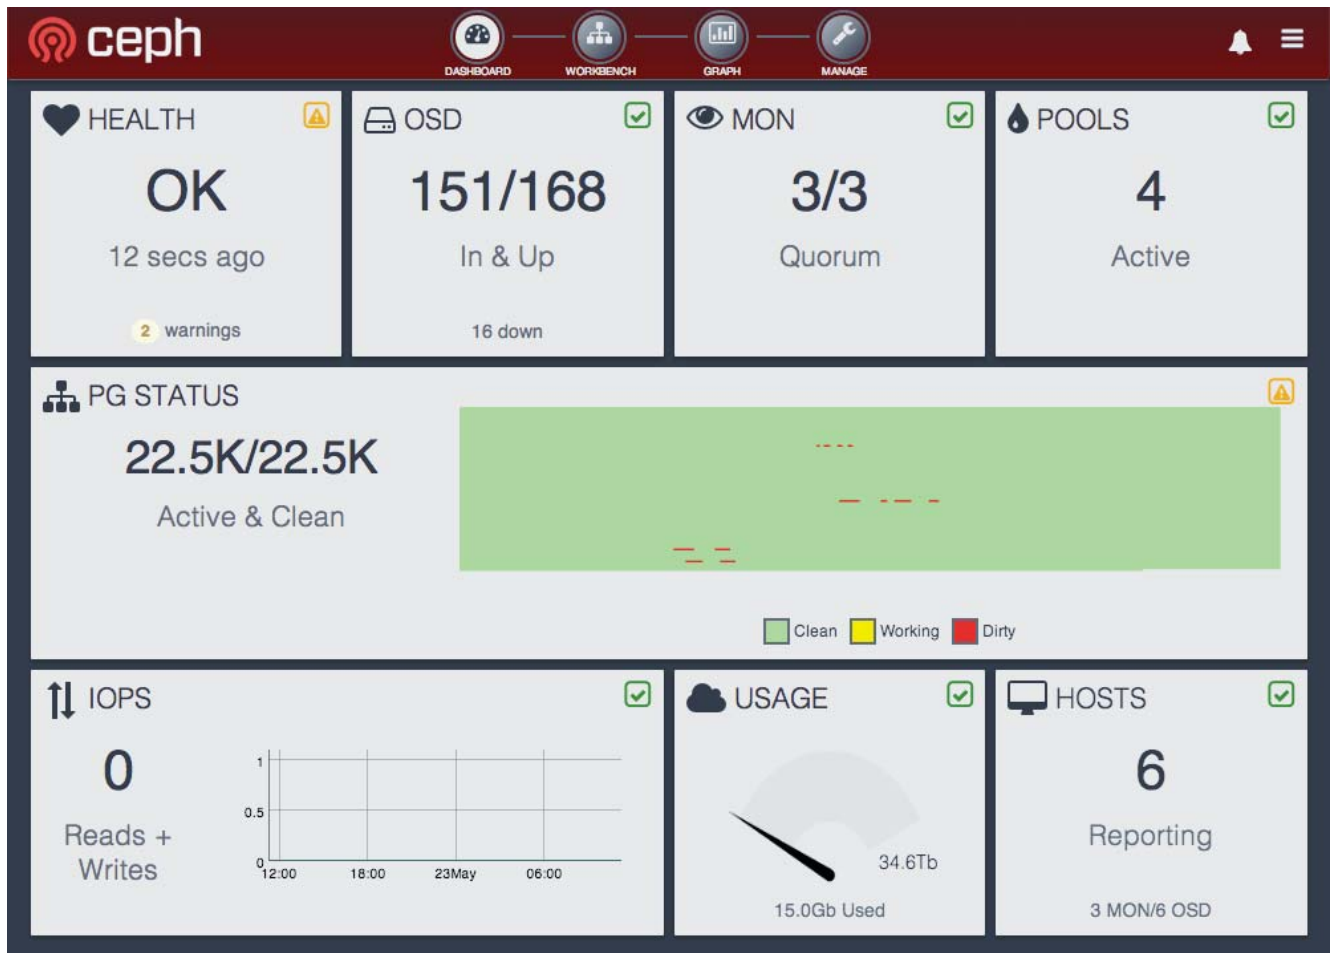 ceph
DASHBOARD
WORKBENCH
GRAPH
MANAGE
HEALTH
OK
12 secs ago
2 warnings
OSD
151/168
In & Up
16 down
MON
3/3
Quorum
POOLS
4
Active
PG STATUS
22.5K/22.5K
Active & Clean
Clean Working Dirty
IOPS
0
Reads +
Writes
1
0.5
0
12:00 18:00 23May 06:00
USAGE
34.6Tb
15.0Gb Used
HOSTS
6
Reporting
3 MON/6 OSD